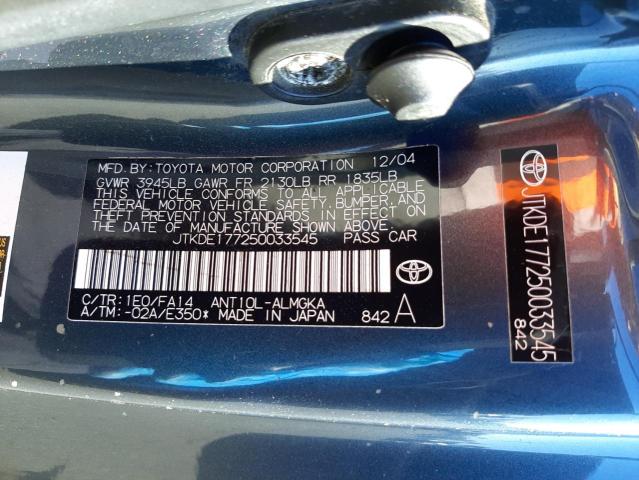 MFD. BY: TOYOTA MOTOR CORPORATION 12/04
GVWR 3945LB GAWR FR 2130LB RR 1835LB
THIS VEHICLE CONFORMS TO ALL APPLICABLE
FEDERAL MOTOR VEHICLE SAFETY, BUMPER, AND
THEFT PREVENTION STANDARDS IN EFFECT ON
THE DATE OF MANUFACTURE SHOWN ABOVE.
JTKDE177250033545 PASS CAR
C/TR: 1E0/FA14 ANT10L-ALMGKA
A/TM: -02A/E350* MADE IN JAPAN 842 A
JTKDE177250033545
842